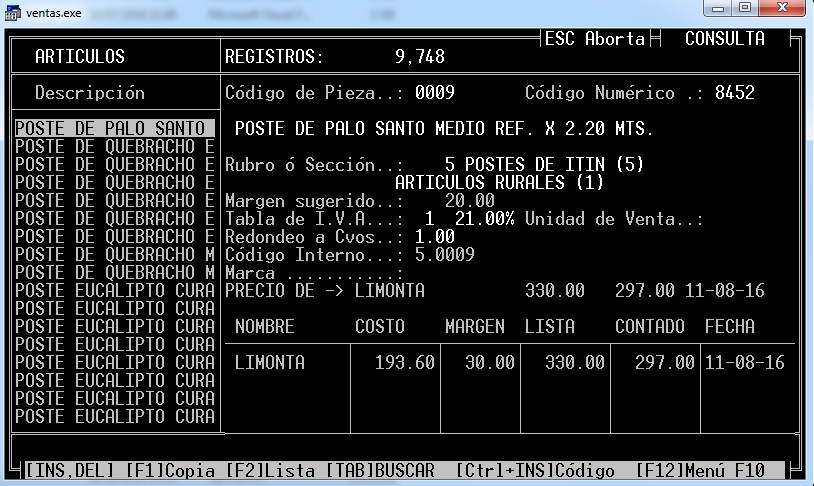 ventas.exe
ESC Aborta CONSULTA
ARTICULOS REGISTROS: 9,748
Descripción Código de Pieza..: 0009 Código Numérico .: 8452
POSTE DE PALO SANTO POSTE DE PALO SANTO MEDIO REF. X 2.20 MTS.
POSTE DE QUEBRACHO E
POSTE DE QUEBRACHO E Rubro ó Sección..: 5 POSTES DE ITIN (5)
POSTE DE QUEBRACHO E ARTICULOS RURALES (1)
POSTE DE QUEBRACHO E Margen sugerido..: 20.00
POSTE DE QUEBRACHO E Tabla de I.V.A...: 1 21.00% Unidad de Venta..:
POSTE DE QUEBRACHO E Redondeo a Cvos..: 1.00
POSTE DE QUEBRACHO M Código Interno...: 5.0009
POSTE DE QUEBRACHO M Marca ............:
POSTE EUCALIPTO CURA PRECIO DE -> LIMONTA 330.00 297.00 11-08-16
POSTE EUCALIPTO CURA
POSTE EUCALIPTO CURA NOMBRE COSTO MARGEN LISTA CONTADO FECHA
POSTE EUCALIPTO CURA
POSTE EUCALIPTO CURA LIMONTA 193.60 30.00 330.00 297.00 11-08-16
POSTE EUCALIPTO CURA
POSTE EUCALIPTO CURA
POSTE EUCALIPTO CURA
[INS,DEL] [F1]Copia [F2]Lista [TAB]BUSCAR [Ctrl+INS]Código [F12]Menú F10